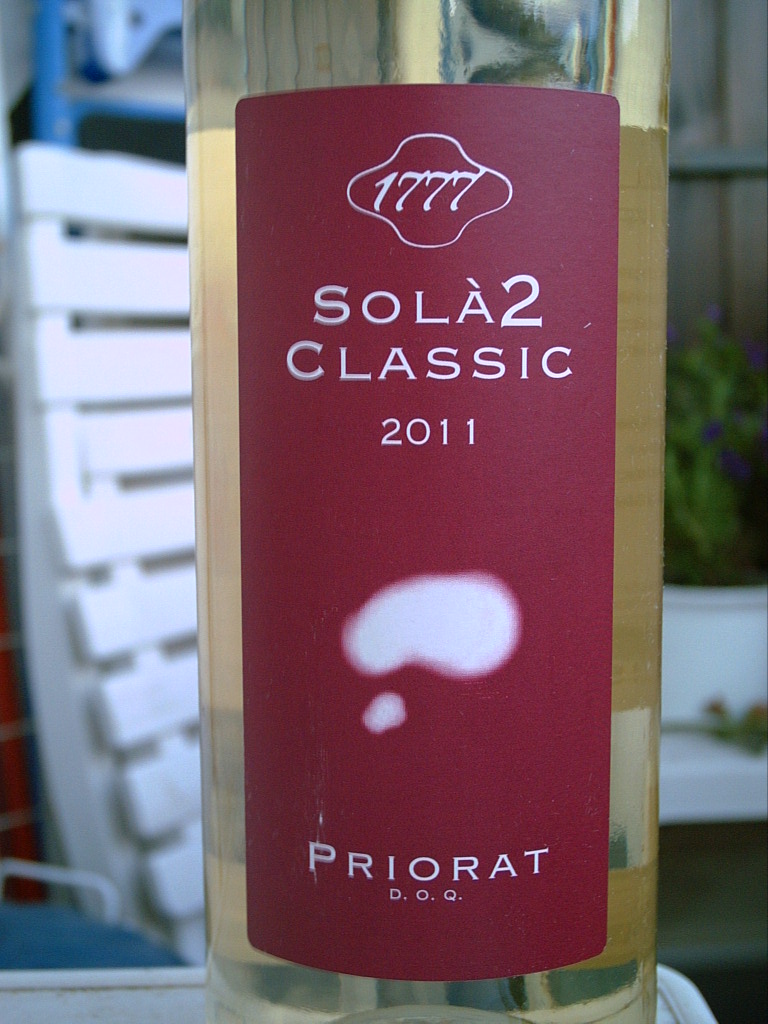 1777
SOLÀ2
CLASSIC
2011
PRIORAT
D.O.Q.